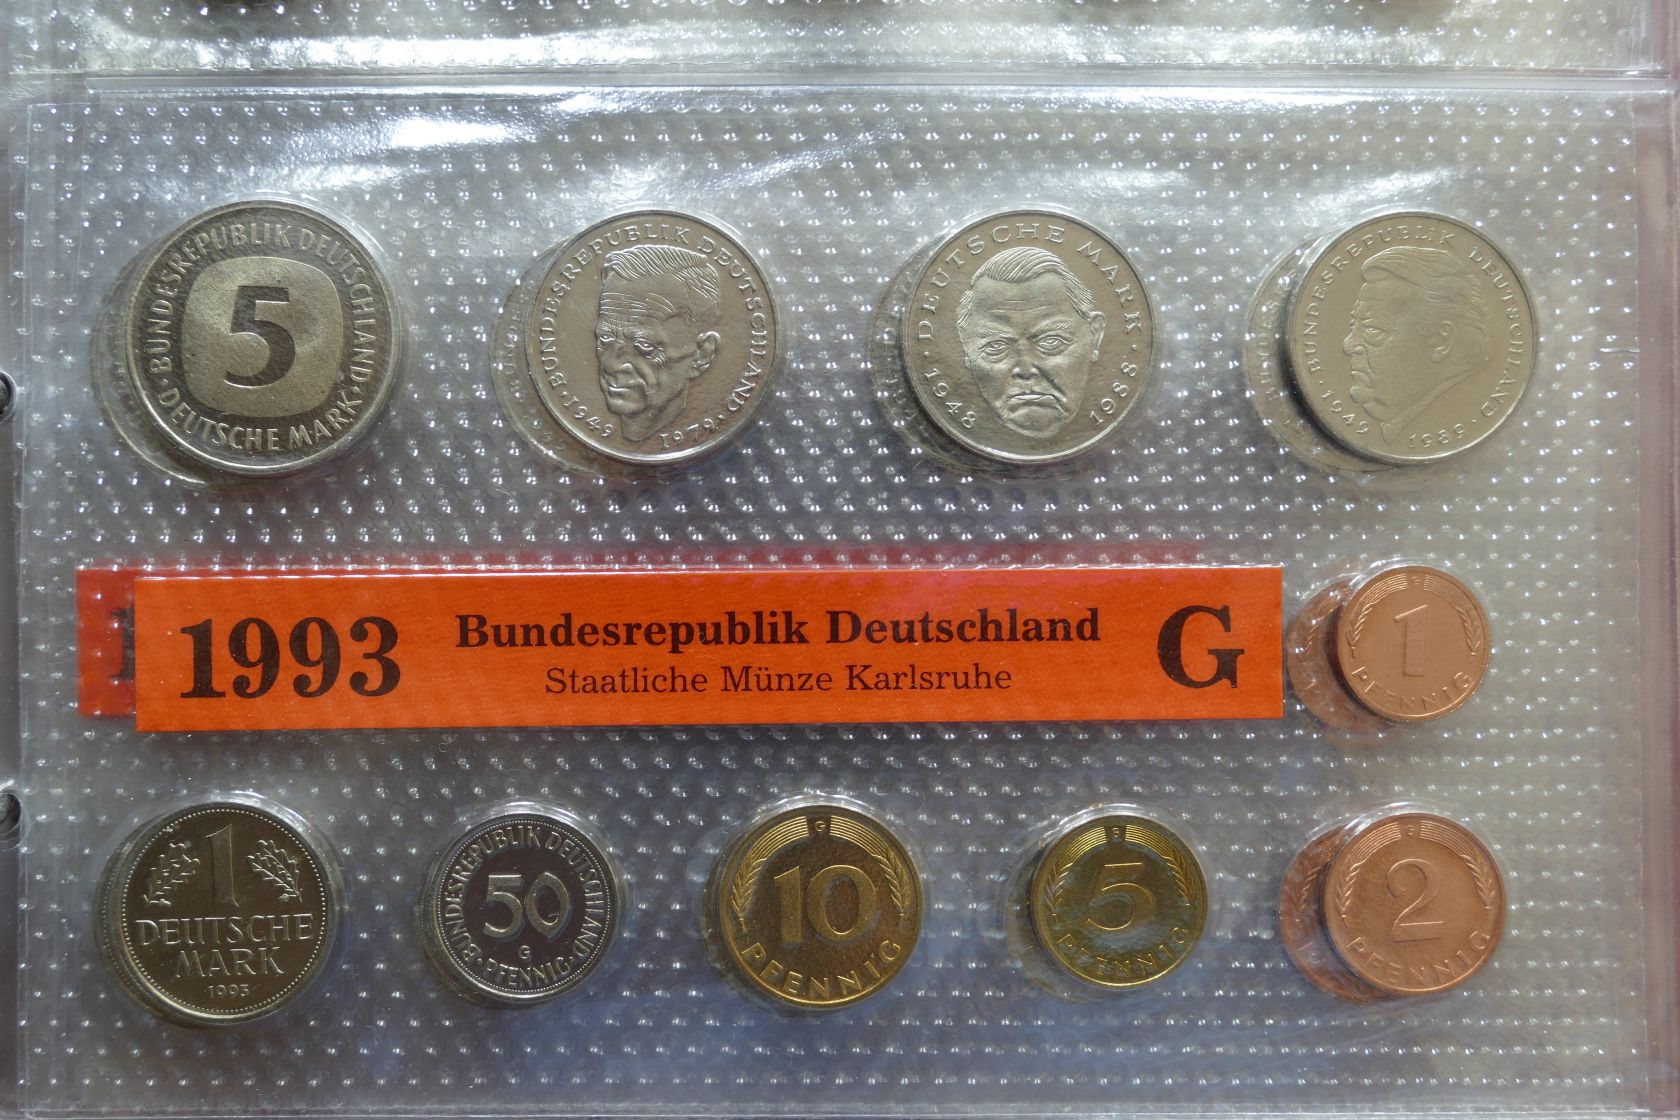 BUNDESREPUBLIK DEUTSCHLAND
5
DEUTSCHE MARK
BUNDESREPUBLIK DEUTSCHLAND
1949 1979
DEUTSCHE MARK
1948 1988
BUNDESREPUBLIK DEUTSCHLAND
1949 1989
1993
Bundesrepublik Deutschland
Staatliche Münze Karlsruhe
G
G
1
PFENNIG
1
DEUTSCHE
MARK
1993
BUNDESREPUBLIK DEUTSCHLAND
50
G
PFENNIG
G
10
PFENNIG
G
5
PFENNIG
G
2
PFENNIG